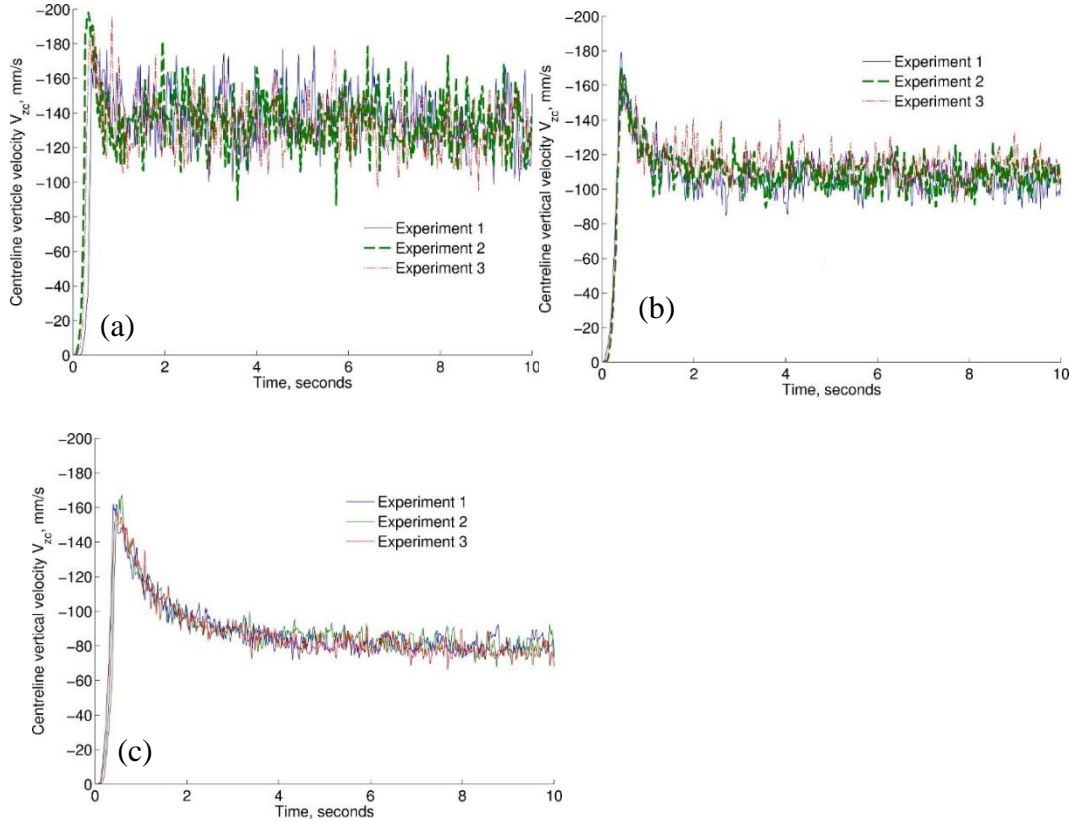 -200
-180
-160
-140
-120
-100
-80
-60
-40
-20
0
Centreline verticle velocity Vzc, mm/s
Experiment 1
Experiment 2
Experiment 3
(a)
0 2 4 6 8 10
Time, seconds
-200
-180
-160
-140
-120
-100
-80
-60
-40
-20
0
Centreline vertical velocity Vzc, mm/s
Experiment 1
Experiment 2
Experiment 3
(b)
0 2 4 6 8 10
Time, seconds
-200
-180
-160
-140
-120
-100
-80
-60
-40
-20
0
Centreline vertical velocity Vzc, mm/s
Experiment 1
Experiment 2
Experiment 3
(c)
0 2 4 6 8 10
Time, seconds